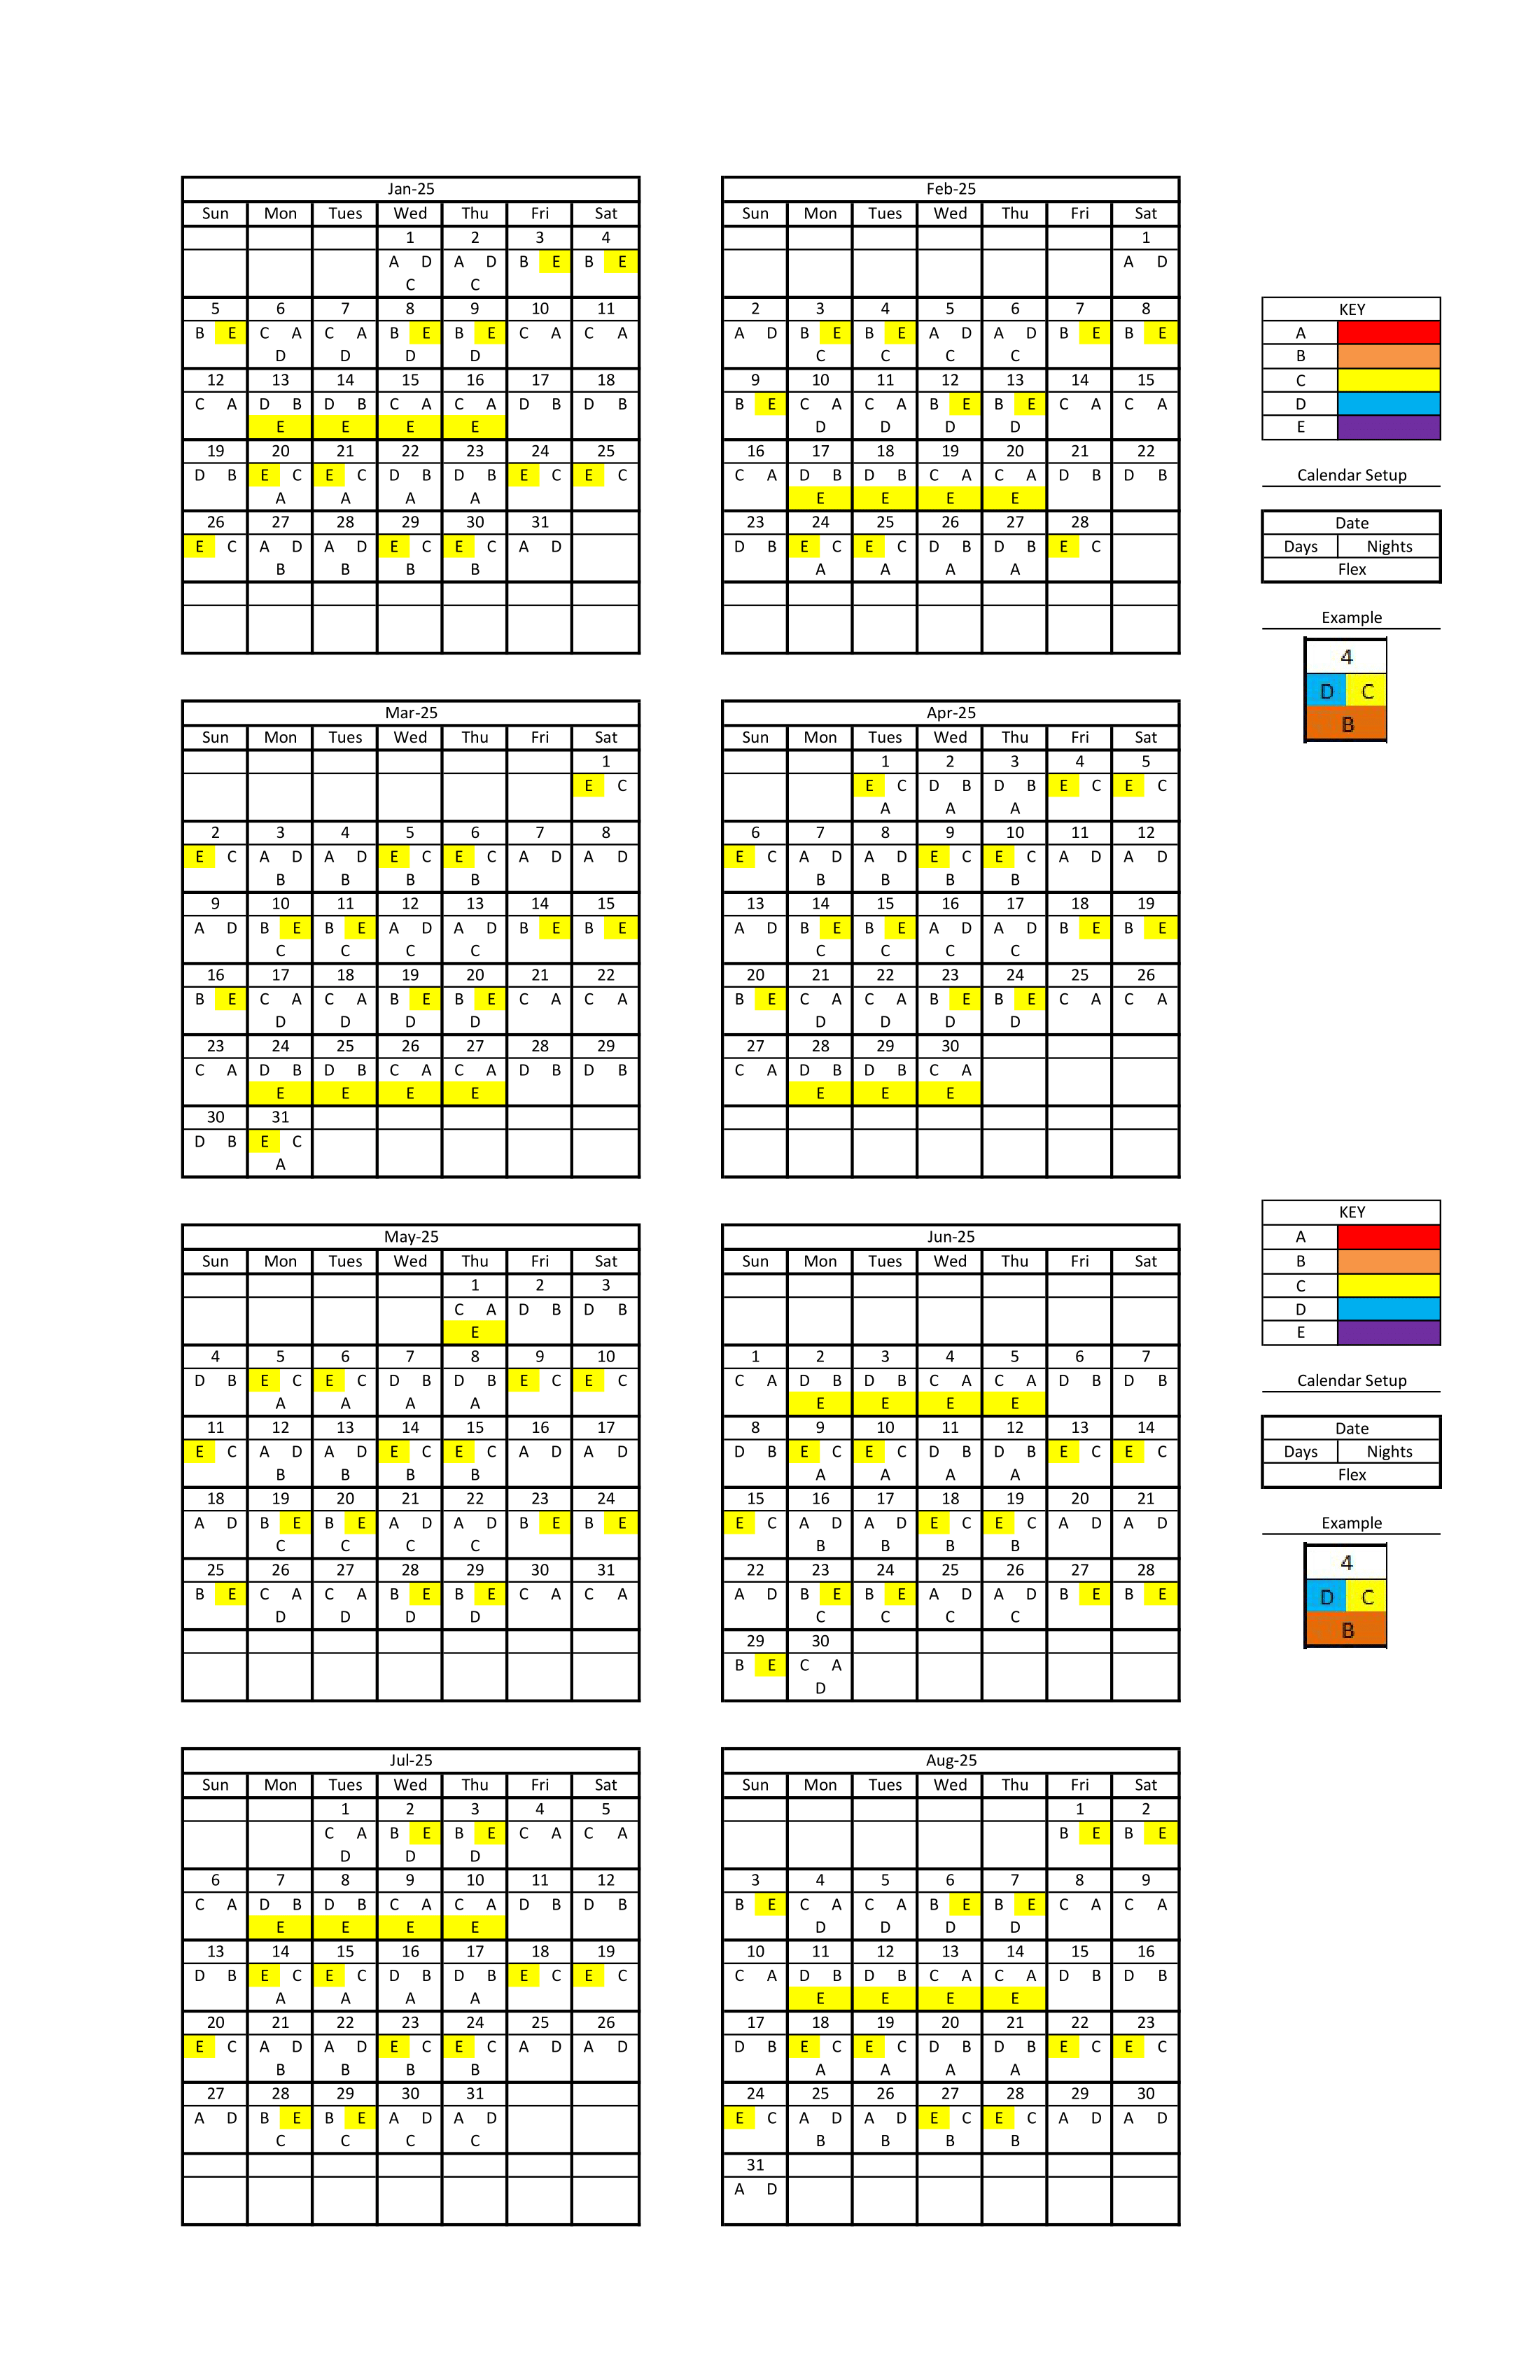 Jan-25
Sun Mon Tues Wed Thu Fri Sat
1 2 3 4
A D A D B E B E
C C
5 6 7 8 9 10 11
B E C A C A B E B E C A C A
D D D D
12 13 14 15 16 17 18
C A D B D B C A C A D B D B
E E E E
19 20 21 22 23 24 25
D B E C E C D B D B E C E C
A A A A
26 27 28 29 30 31
E C A D A D E C E C A D
B B B B
Feb-25
Sun Mon Tues Wed Thu Fri Sat
1
A D
2 3 4 5 6 7 8
A D B E B E A D A D B E B E
C C C C
9 10 11 12 13 14 15
B E C A C A B E B E C A C A
D D D D
16 17 18 19 20 21 22
C A D B D B C A C A D B D B
E E E E
23 24 25 26 27 28
D B E C E C D B D B E C
A A A A
KEY
A
B
C
D
E
Calendar Setup
Date
Days Nights
Flex
Example
4
D C
B
Mar-25
Sun Mon Tues Wed Thu Fri Sat
1
E C
2 3 4 5 6 7 8
E C A D A D E C E C A D A D
B B B B
9 10 11 12 13 14 15
A D B E B E A D A D B E B E
C C C C
16 17 18 19 20 21 22
B E C A C A B E B E C A C A
D D D D
23 24 25 26 27 28 29
C A D B D B C A C A D B D B
E E E E
30 31
D B E C
A
Apr-25
Sun Mon Tues Wed Thu Fri Sat
1 2 3 4 5
E C D B D B E C E C
A A A
6 7 8 9 10 11 12
E C A D A D E C E C A D A D
B B B B
13 14 15 16 17 18 19
A D B E B E A D A D B E B E
C C C C
20 21 22 23 24 25 26
B E C A C A B E B E C A C A
D D D D
27 28 29 30
C A D B D B C A
E E E
May-25
Sun Mon Tues Wed Thu Fri Sat
1 2 3
C A D B D B
E
4 5 6 7 8 9 10
D B E C E C D B D B E C E C
A A A A
11 12 13 14 15 16 17
E C A D A D E C E C A D A D
B B B B
18 19 20 21 22 23 24
A D B E B E A D A D B E B E
C C C C
25 26 27 28 29 30 31
B E C A C A B E B E C A C A
D D D D
Jun-25
Sun Mon Tues Wed Thu Fri Sat
1 2 3 4 5 6 7
C A D B D B C A C A D B D B
E E E E
8 9 10 11 12 13 14
D B E C E C D B D B E C E C
A A A A
15 16 17 18 19 20 21
E C A D A D E C E C A D A D
B B B B
22 23 24 25 26 27 28
A D B E B E A D A D B E B E
C C C C
29 30
B E C A
D
KEY
A
B
C
D
E
Calendar Setup
Date
Days Nights
Flex
Example
4
D C
B
Jul-25
Sun Mon Tues Wed Thu Fri Sat
1 2 3 4 5
C A B E B E C A C A
D D D
6 7 8 9 10 11 12
C A D B D B C A C A D B D B
E E E E
13 14 15 16 17 18 19
D B E C E C D B D B E C E C
A A A A
20 21 22 23 24 25 26
E C A D A D E C E C A D A D
B B B B
27 28 29 30 31
A D B E B E A D A D
C C C C
Aug-25
Sun Mon Tues Wed Thu Fri Sat
1 2
B E B E
3 4 5 6 7 8 9
B E C A C A B E B E C A C A
D D D D
10 11 12 13 14 15 16
C A D B D B C A C A D B D B
E E E E
17 18 19 20 21 22 23
D B E C E C D B D B E C E C
A A A A
24 25 26 27 28 29 30
E C A D A D E C E C A D A D
B B B B
31
A D